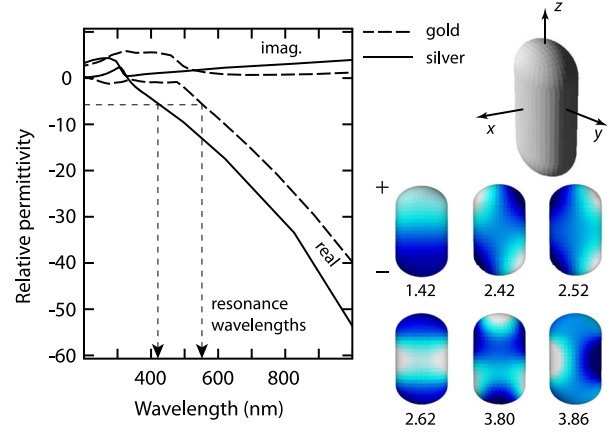 gold
silver
imag.
real
Relative permittivity
0
-10
-20
-30
-40
-50
-60
400
600
800
Wavelength (nm)
resonance
wavelengths
z
x
y
+
–
1.42
2.42
2.52
2.62
3.80
3.86